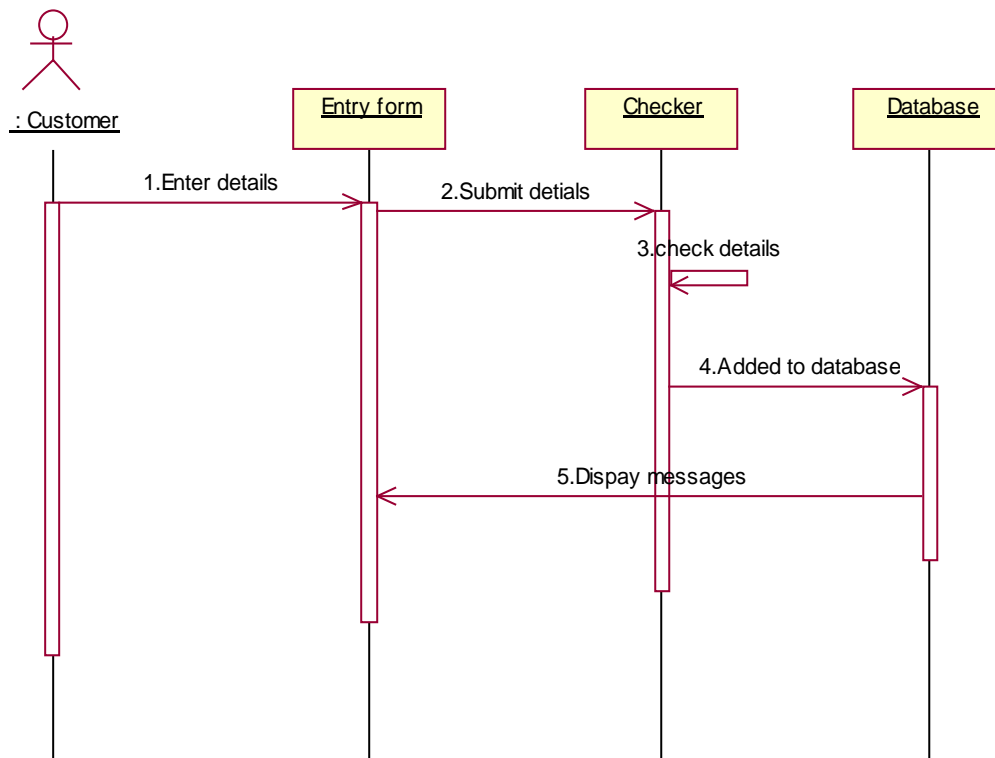 : Customer
Entry form
Checker
Database
1.Enter details
2.Submit detials
3.check details
4.Added to database
5.Dispay messages